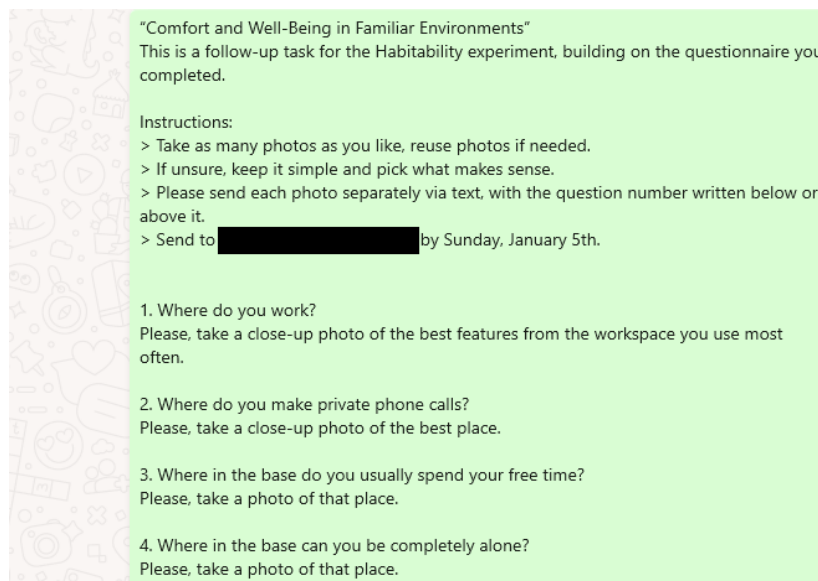 “Comfort and Well-Being in Familiar Environments”
This is a follow-up task for the Habitability experiment, building on the questionnaire you
completed.
Instructions:
> Take as many photos as you like, reuse photos if needed.
> If unsure, keep it simple and pick what makes sense.
> Please send each photo separately via text, with the question number written below or
above it.
> Send to by Sunday, January 5th.
1. Where do you work?
Please, take a close-up photo of the best features from the workspace you use most
often.
2. Where do you make private phone calls?
Please, take a close-up photo of the best place.
3. Where in the base do you usually spend your free time?
Please, take a photo of that place.
4. Where in the base can you be completely alone?
Please, take a photo of that place.